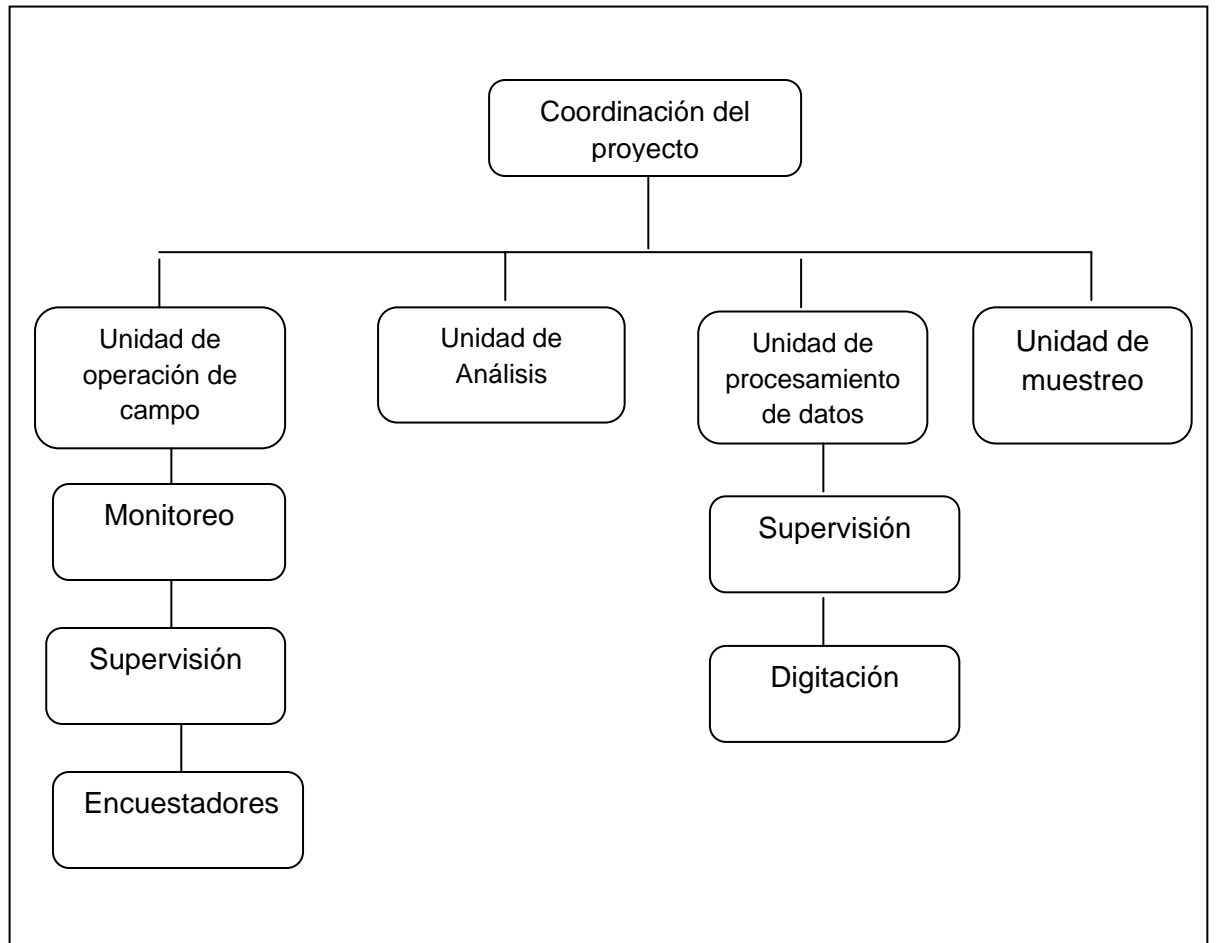 Coordinación del
proyecto
Unidad de
operación de
campo
Unidad de
Análisis
Unidad de
procesamiento
de datos
Unidad de
muestreo
Monitoreo
Supervisión
Encuestadores
Supervisión
Digitación